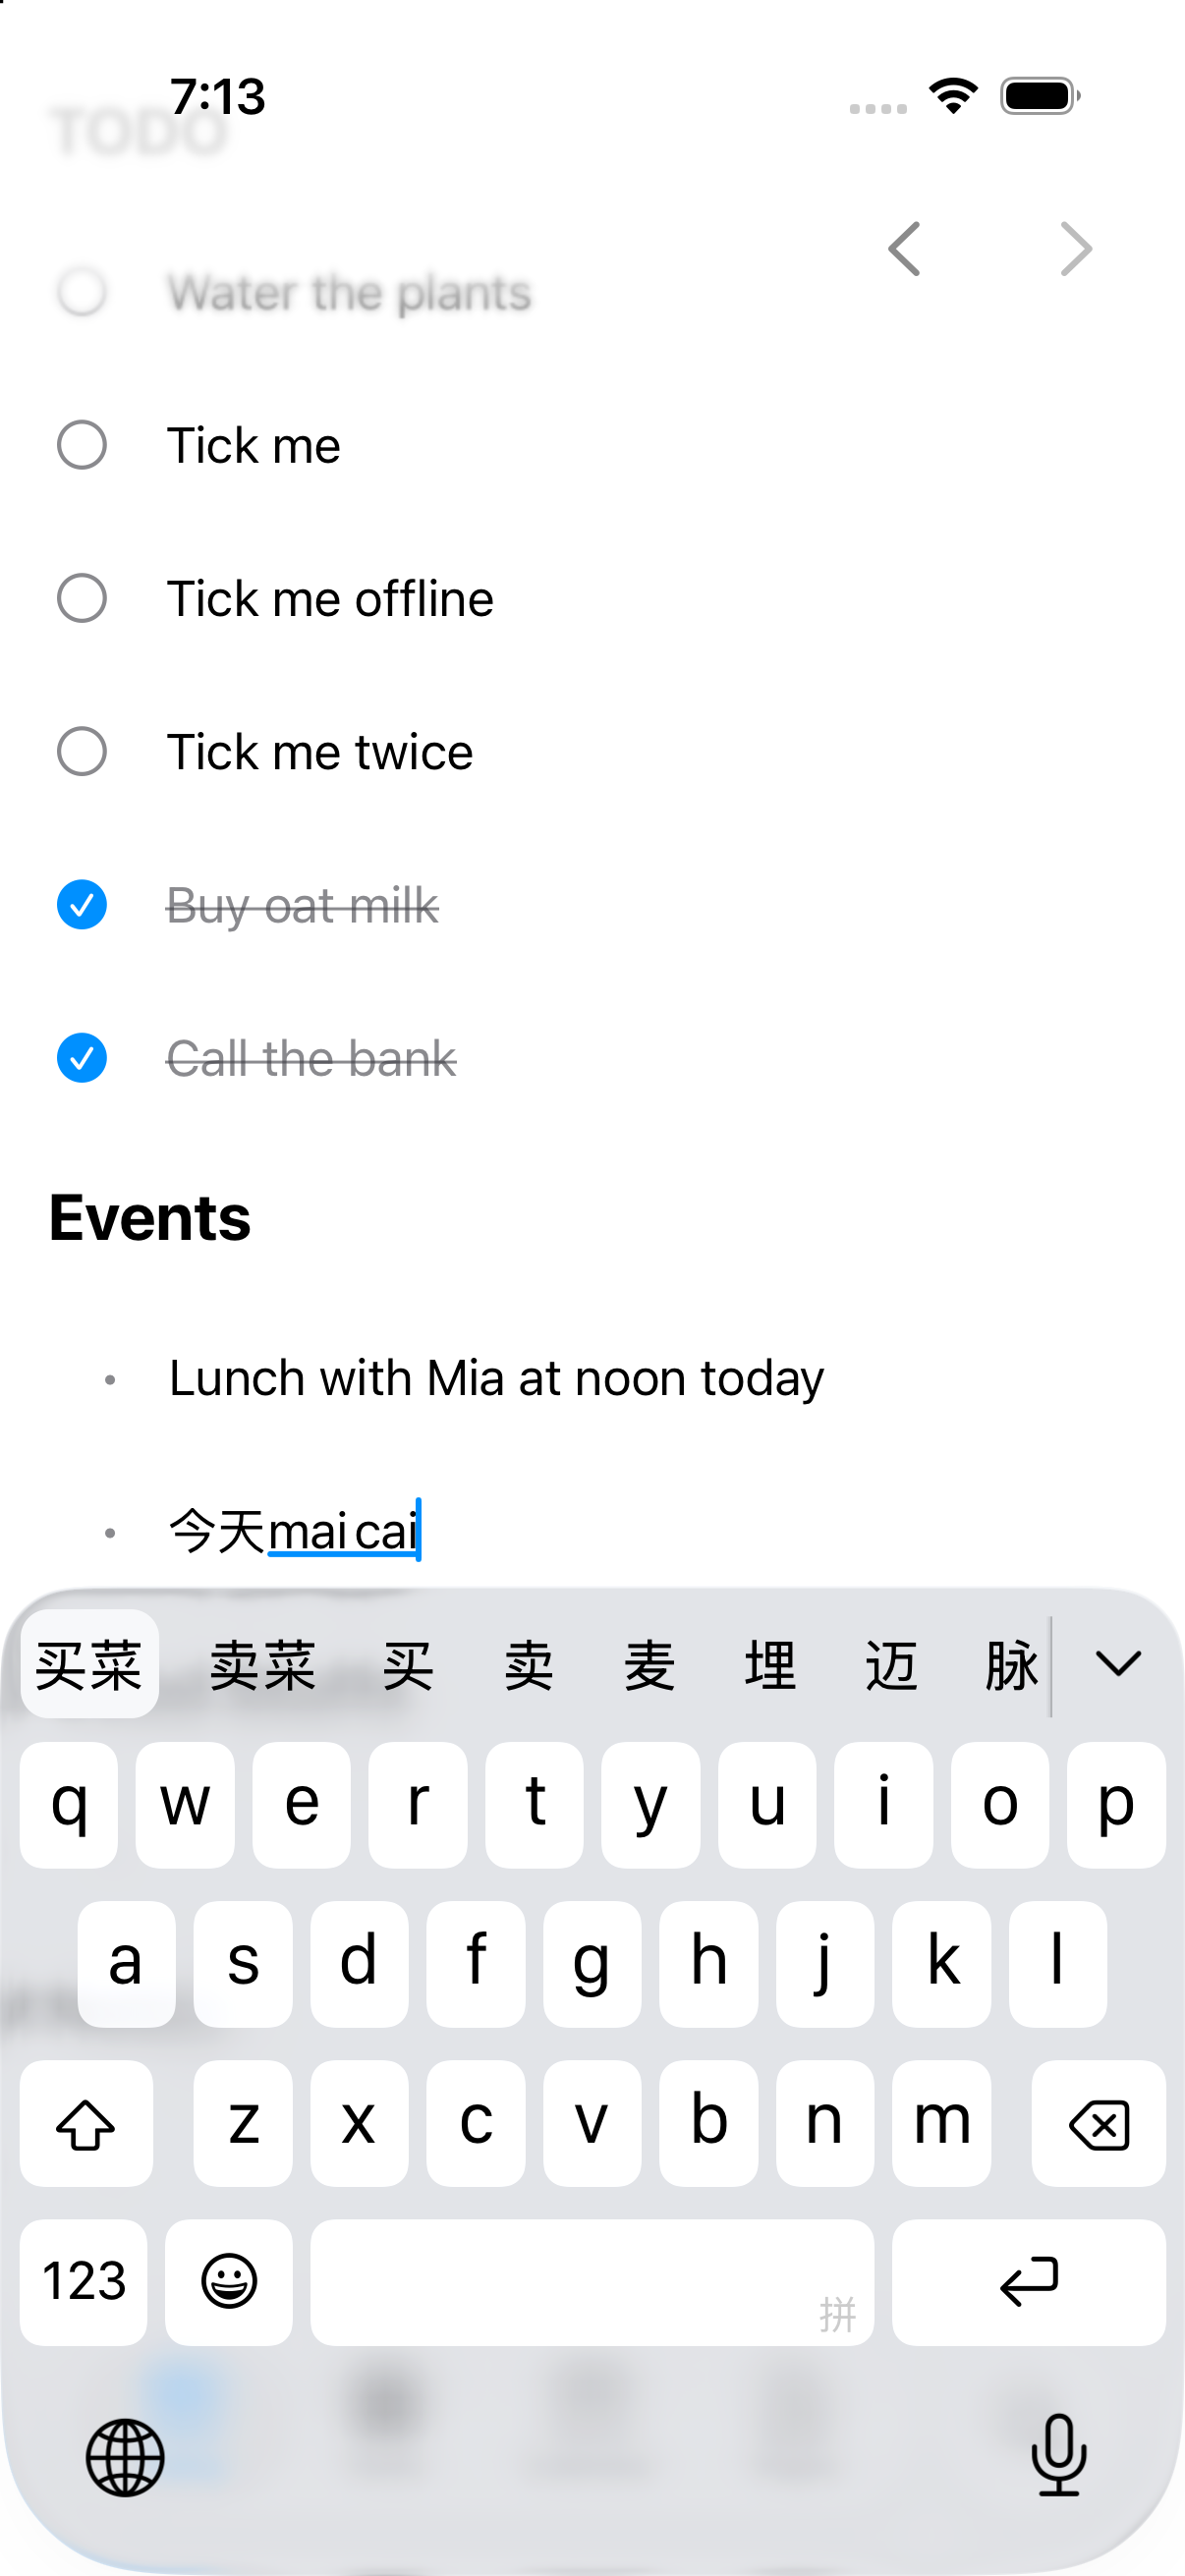 7:13
TODO
Water the plants
Tick me
Tick me offline
Tick me twice
Buy oat milk
Call the bank
Events
Lunch with Mia at noon today
今天mai cai
买菜 卖菜 买 卖 麦 埋 迈 脉
q w e r t y u i o p
a s d f g h j k l
z x c v b n m
123
拼